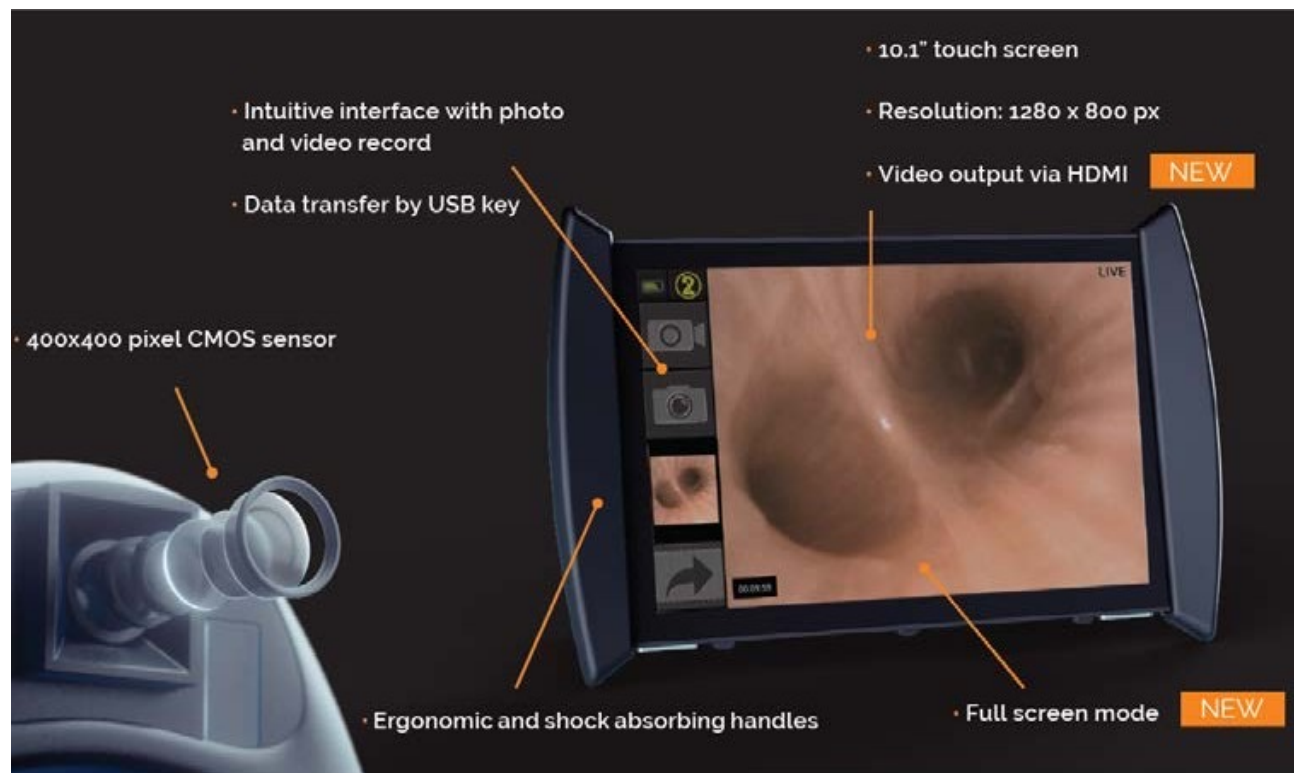 · 10.1" touch screen
· Intuitive interface with photo
and video record
· Resolution: 1280 x 800 px
· Video output via HDMI NEW
· Data transfer by USB key
② LIVE
· 400x400 pixel CMOS sensor
00:09:59
· Ergonomic and shock absorbing handles
· Full screen mode NEW